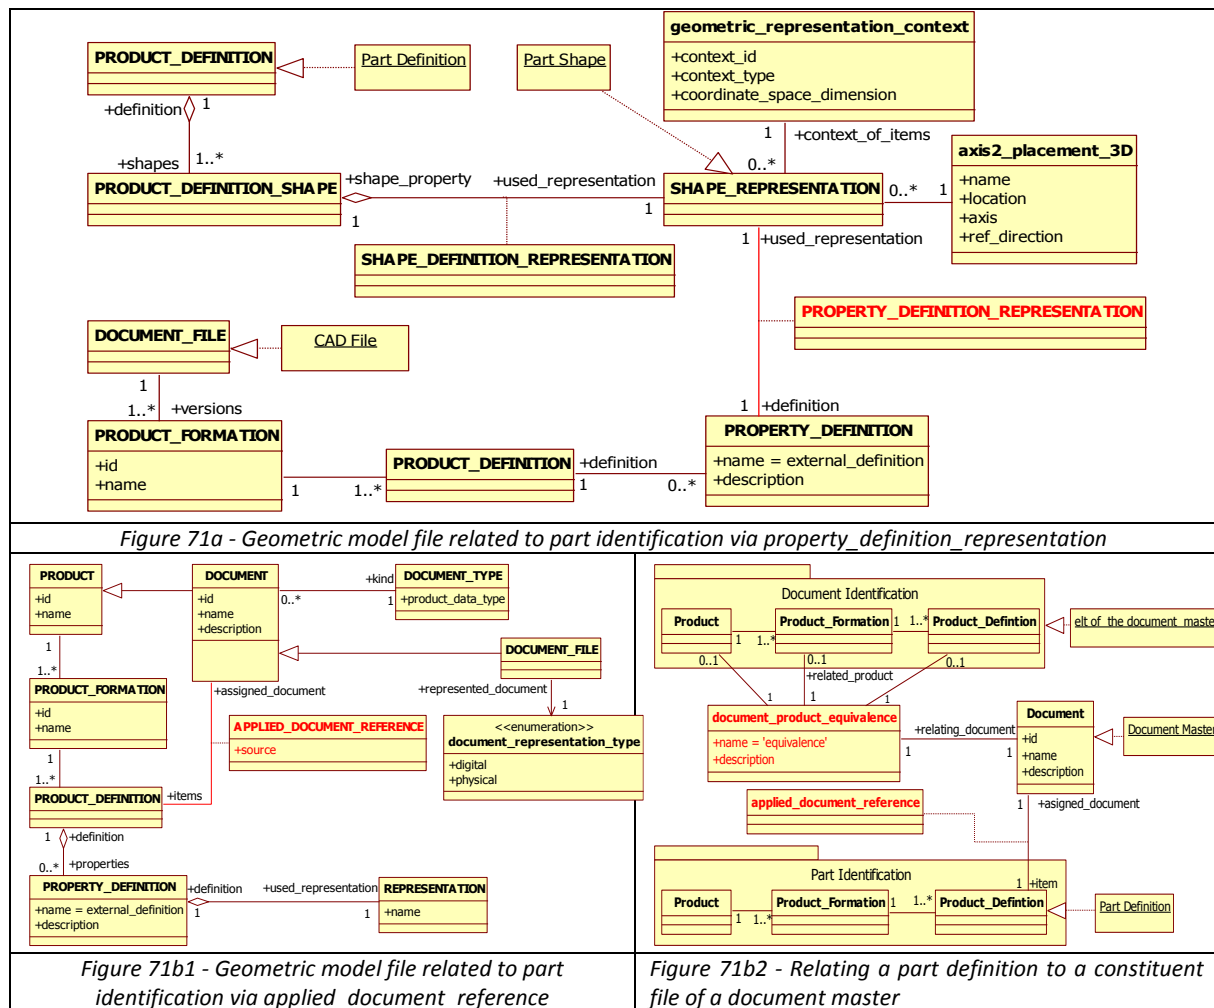 geometric_representation_context
+context_id
+context_type
+coordinate_space_dimension
PRODUCT_DEFINITION
Part Definition
Part Shape
+definition
1
1
+context_of_items
+shapes
1..*
0..*
axis2_placement_3D
+name
+location
+axis
+ref_direction
PRODUCT_DEFINITION_SHAPE
+shape_property
+used_representation
SHAPE_REPRESENTATION
0..*
1
1
1
1
+used_representation
SHAPE_DEFINITION_REPRESENTATION
PROPERTY_DEFINITION_REPRESENTATION
DOCUMENT_FILE
CAD File
1
1..*
+versions
1
+definition
PRODUCT_FORMATION
+id
+name
PRODUCT_DEFINITION
+definition
PROPERTY_DEFINITION
+name = external_definition
+description
1
1..*
1
0..*
Figure 71a - Geometric model file related to part identification via property_definition_representation
PRODUCT
+id
+name
DOCUMENT
+id
+name
+description
+kind
0..*
1
DOCUMENT_TYPE
+product_data_type
1
1..*
DOCUMENT_FILE
PRODUCT_FORMATION
+id
+name
+assigned_document
+represented_document
1
APPLIED_DOCUMENT_REFERENCE
+source
<<enumeration>>
document_representation_type
+digital
+physical
1
1..*
PRODUCT_DEFINITION
+items
1
+definition
0..*
+properties
PROPERTY_DEFINITION
+name = external_definition
+description
+definition
1
+used_representation
1
REPRESENTATION
+name
Figure 71b1 - Geometric model file related to part
identification via applied_document_reference
Document Identification
Product
1
1..*
Product_Formation
1
1..*
Product_Defintion
elt of the document_maste
0..1
0..1
0..1
+related_product
1
1
1
document_product_equivalence
+name = 'equivalence'
+description
1
+relating_document
1
Document
+id
+name
+description
Document Master
applied_document_reference
1
+asigned_document
Part Identification
1
+item
Product
1
1..*
Product_Formation
1
1..*
Product_Defintion
Part Definition
Figure 71b2 - Relating a part definition to a constituent
file of a document master